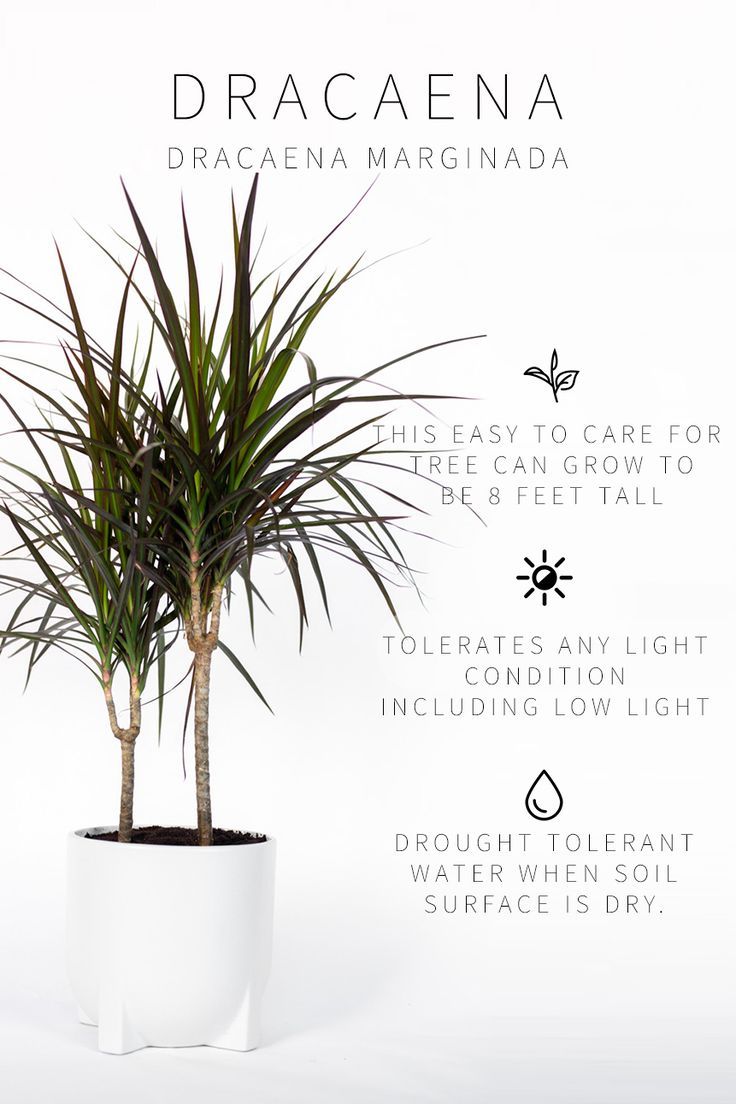 DRACAENA
DRACAENA MARGINADA
THIS EASY TO CARE FOR
TREE CAN GROW TO
BE 8 FEET TALL
TOLERATES ANY LIGHT
CONDITION
INCLUDING LOW LIGHT
DROUGHT TOLERANT
WATER WHEN SOIL
SURFACE IS DRY.